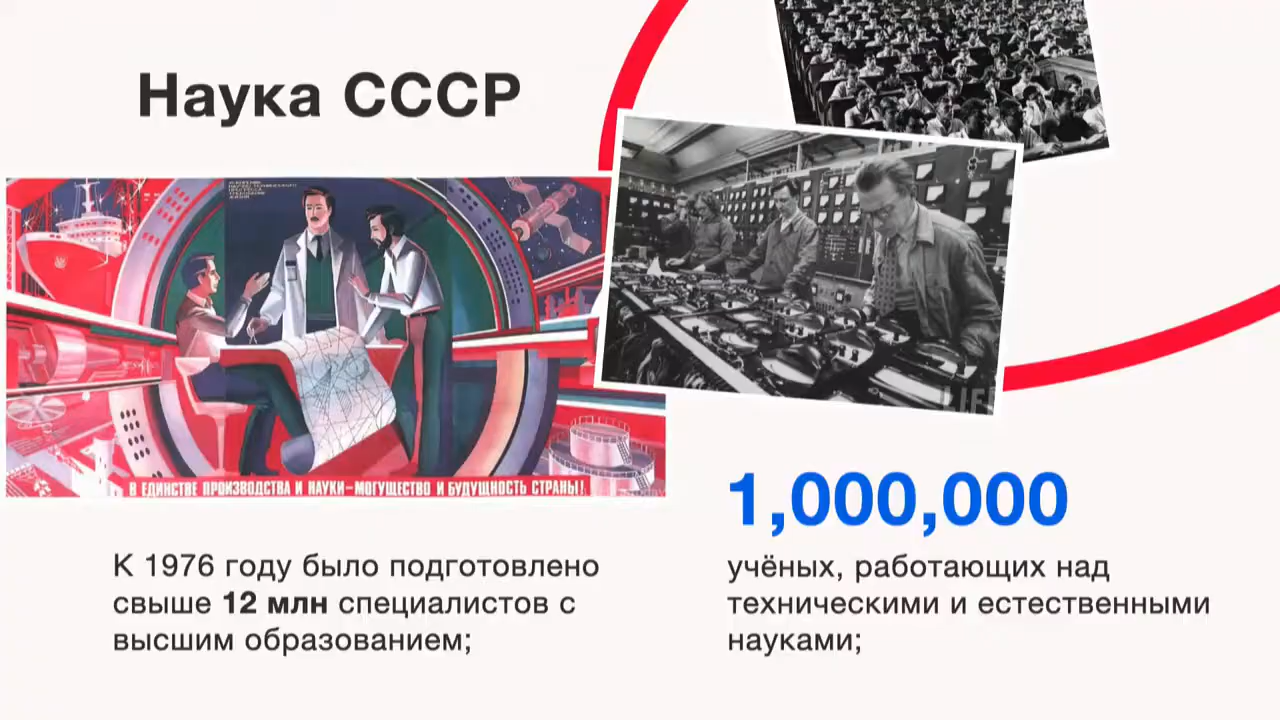 Наука СССР
В ЕДИНСТВЕ ПРОИЗВОДСТВА И НАУКИ–МОГУЩЕСТВО И БУДУЩНОСТЬ СТРАНЫ!
LIFE
1,000,000
К 1976 году было подготовлено
свыше 12 млн специалистов с
высшим образованием;
учёных, работающих над
техническими и естественными
науками;